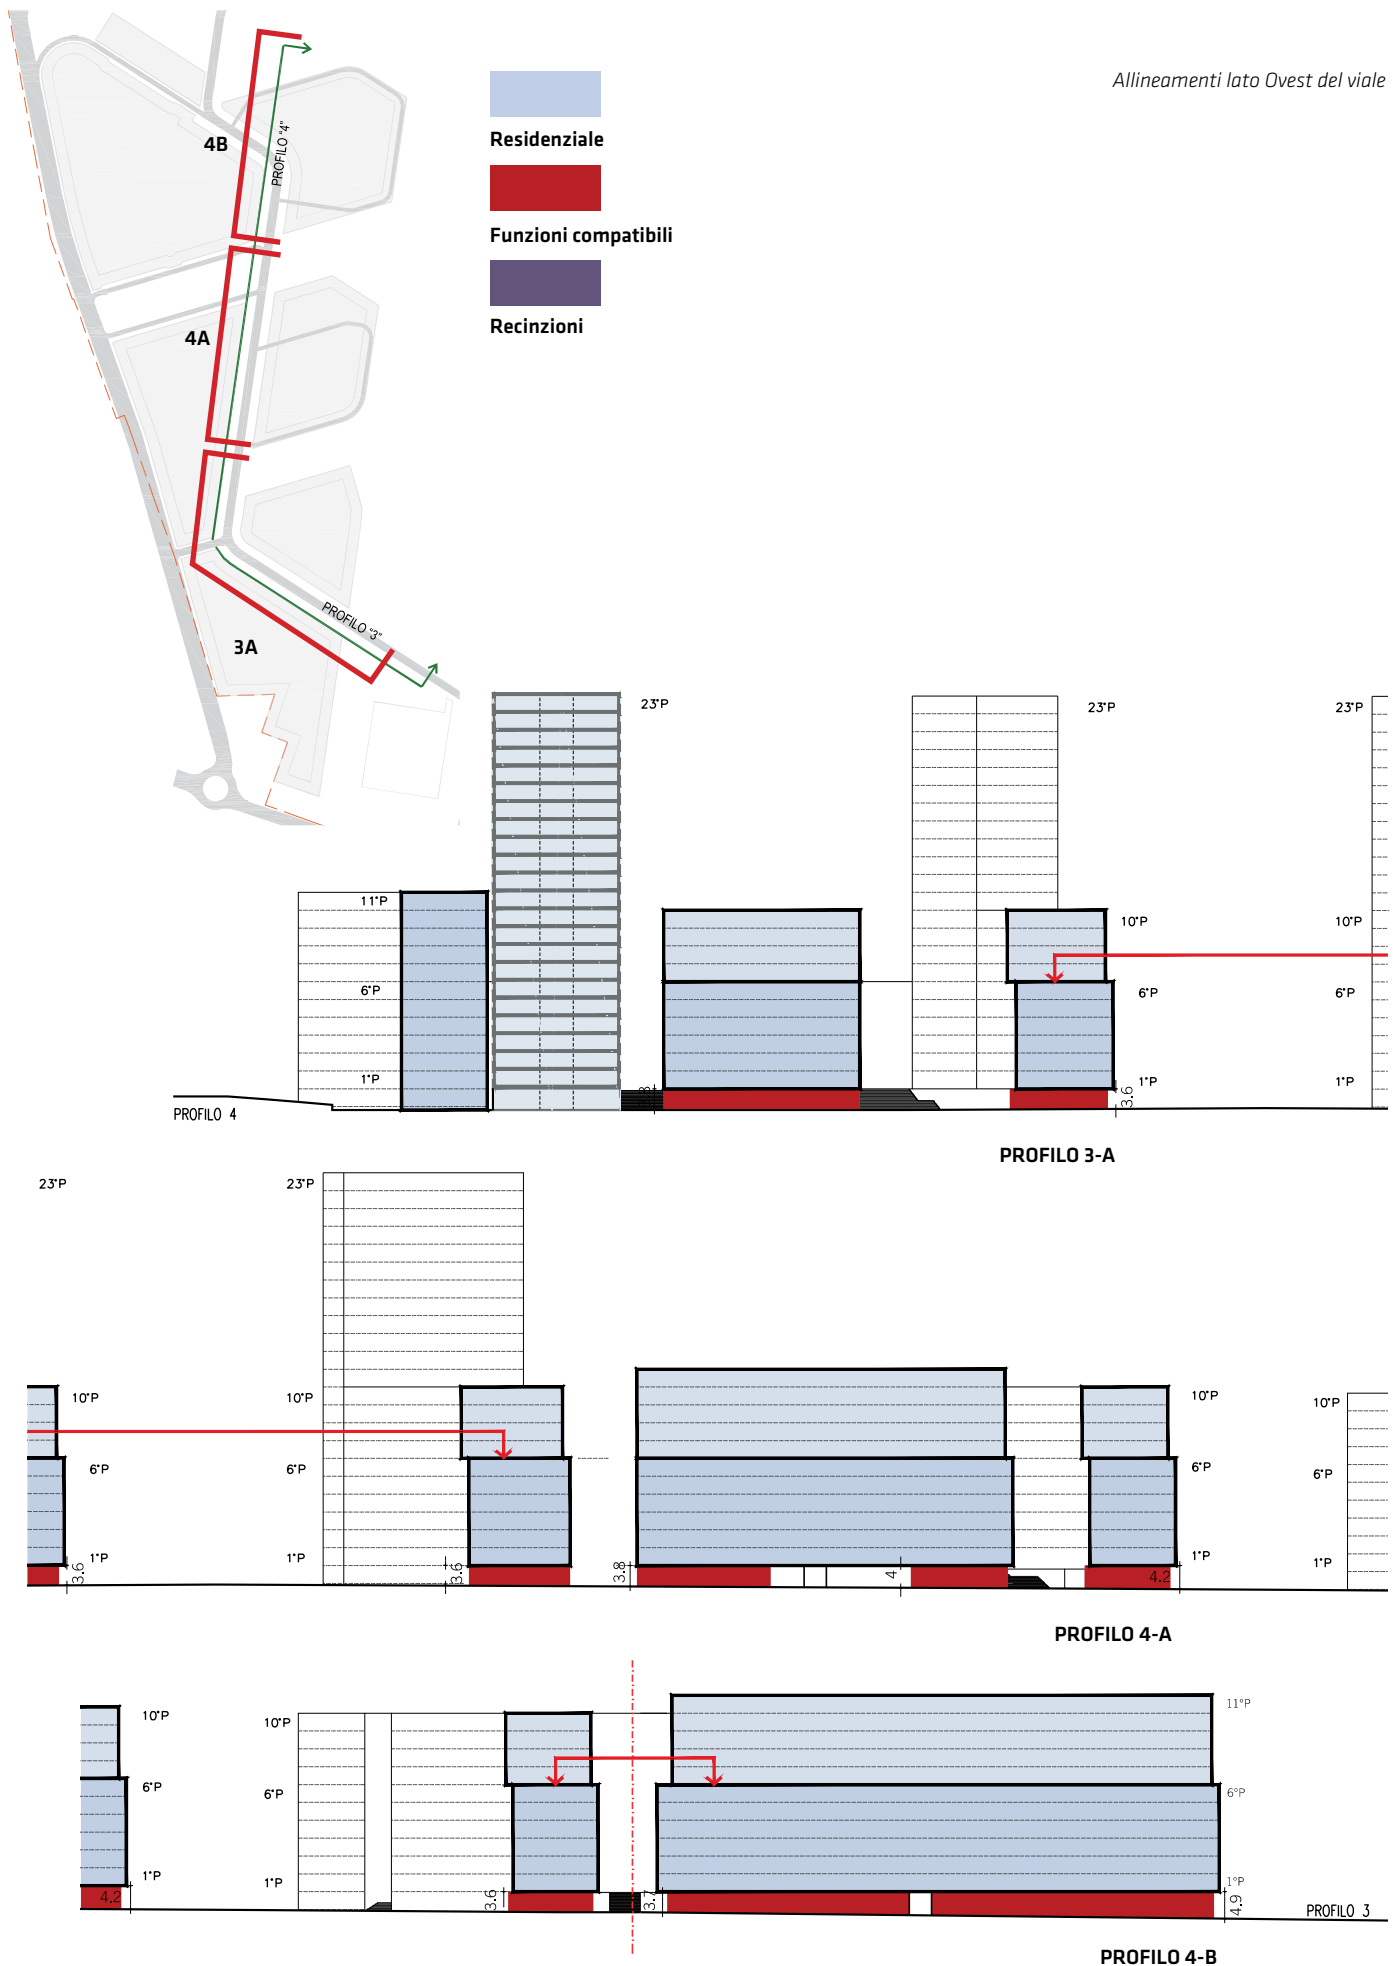 Allineamenti lato Ovest del viale
4B
PROFILO "4"
4A
PROFILO "3"
3A
Residenziale
Funzioni compatibili
Recinzioni
23°P
23°P
23°P
11°P
10°P
10°P
6°P
6°P
6°P
1°P
1°P
1°P
3.8
3.6
PROFILO 4
PROFILO 3-A
23°P
23°P
10°P
10°P
10°P
10°P
6°P
6°P
6°P
6°P
1°P
1°P
1°P
1°P
3.6
3.6
3.8
4
4.2
PROFILO 4-A
10°P
10°P
11°P
6°P
6°P
6°P
1°P
1°P
1°P
4.2
3.6
3.7
4.9
PROFILO 3
PROFILO 4-B